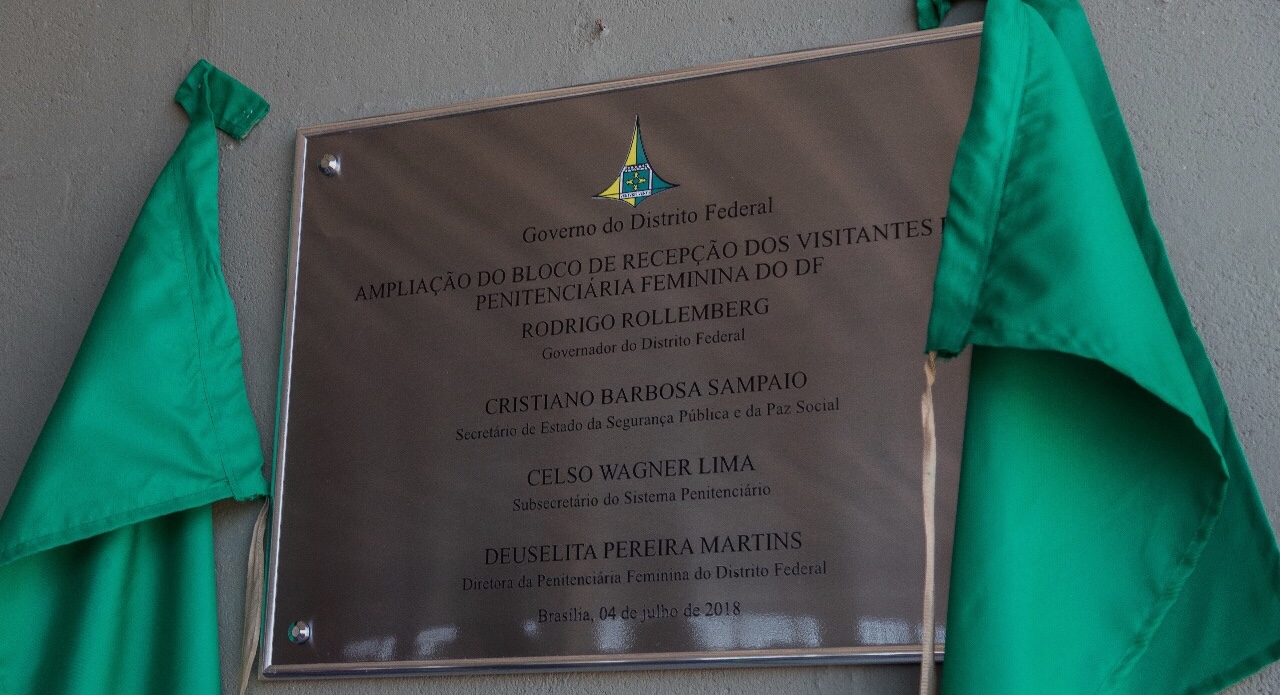 Governo do Distrito Federal
AMPLIAÇÃO DO BLOCO DE RECEPÇÃO DOS VISITANTES
PENITENCIÁRIA FEMININA DO DF
RODRIGO ROLLEMBERG
Governador do Distrito Federal
CRISTIANO BARBOSA SAMPAIO
Secretário de Estado da Segurança Pública e da Paz Social
CELSO WAGNER LIMA
Subsecretário do Sistema Penitenciário
DEUSELITA PEREIRA MARTINS
Diretora da Penitenciária Feminina do Distrito Federal
Brasília, 04 de julho de 2018